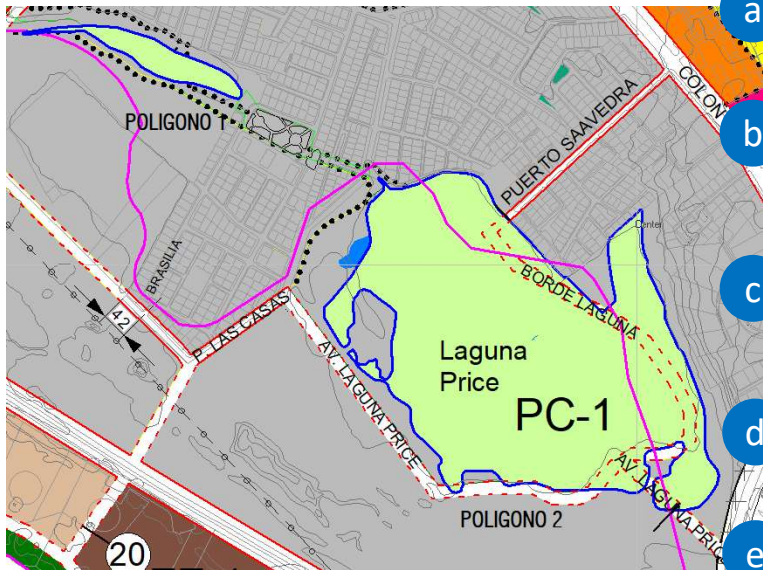 a
COLON
b
POLIGONO 1
PUERTO SAAVEDRA
BRASILIA
BORDE LAGUNA
c
42
P. LAS CASAS
AV. LAGUNA PRICE
Laguna
Price
PC-1
d
AV. LAGUNA PRICE
POLIGONO 2
20
e